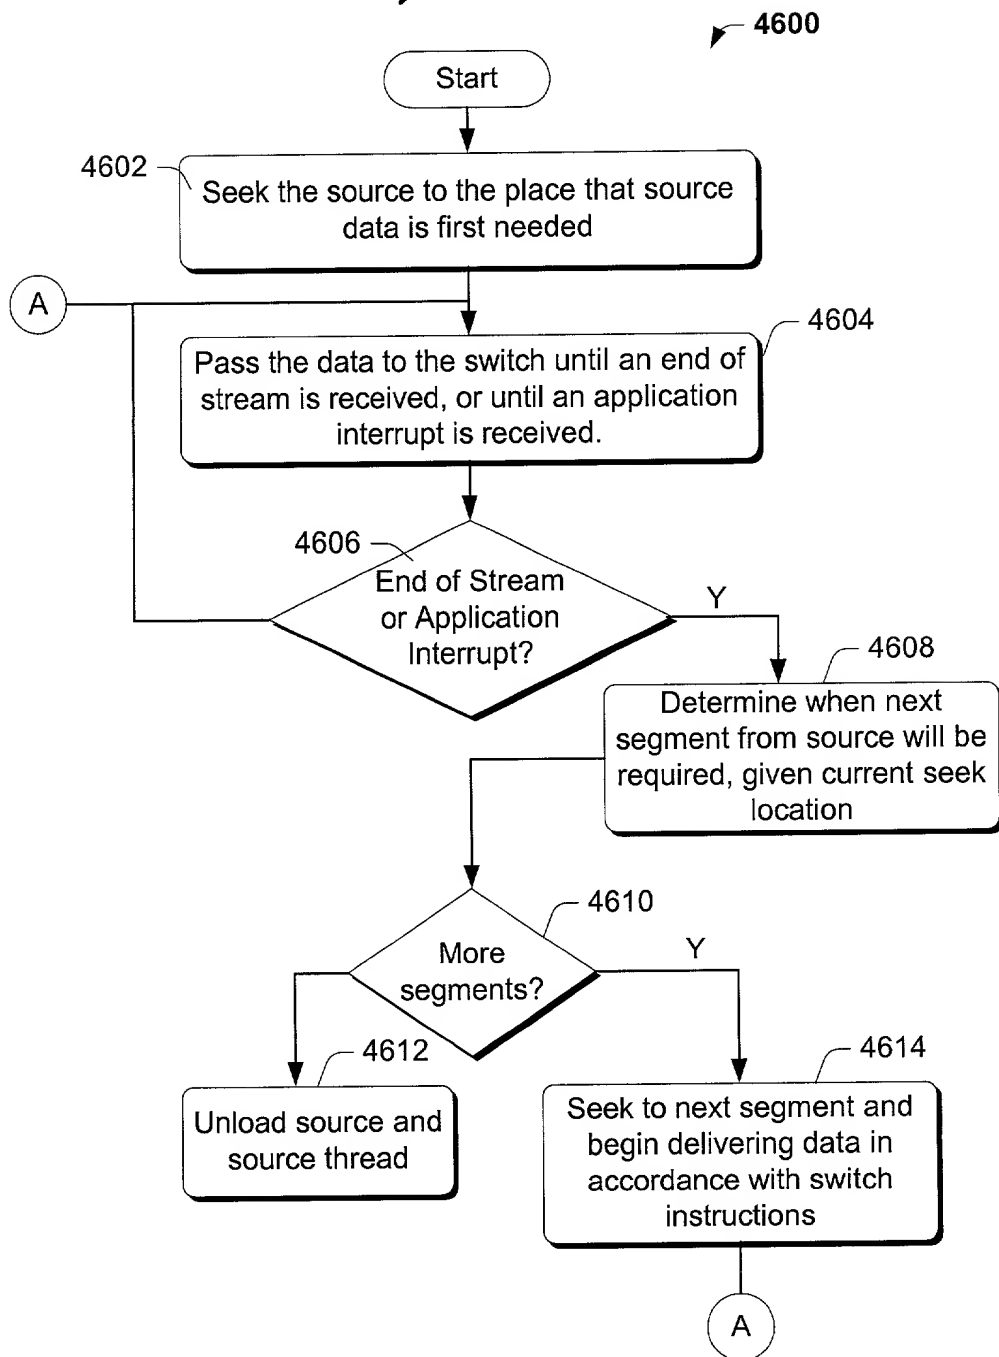 4600
Start
4602
Seek the source to the place that source
data is first needed
A
4604
Pass the data to the switch until an end of
stream is received, or until an application
interrupt is received.
4606
End of Stream
or Application
Interrupt?
Y
4608
Determine when next
segment from source will be
required, given current seek
location
4610
More
segments?
Y
4612
Unload source and
source thread
4614
Seek to next segment and
begin delivering data in
accordance with switch
instructions
A